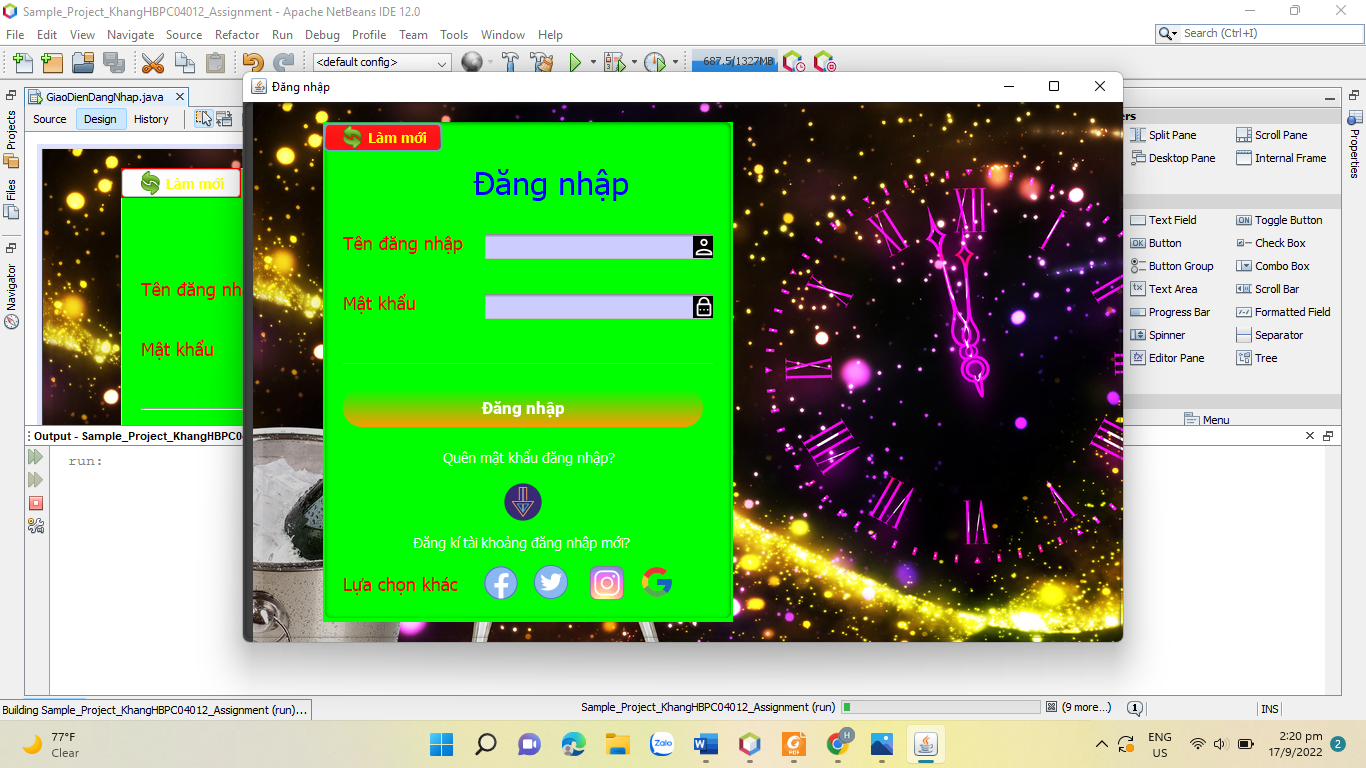 Sample_Project_KhangHBPC04012_Assignment - Apache NetBeans IDE 12.0
File Edit View Navigate Source Refactor Run Debug Profile Team Tools Window Help
Search (Ctrl+I)
<default config>
687.5/1327MB
GiaoDienDangNhap.java
Source Design History
Projects
Files
Navigator
Làm mới
Tên đăng nh
Mật khẩu
Đăng nhập
Làm mới
Đăng nhập
Tên đăng nhập
Mật khẩu
Đăng nhập
Quên mật khẩu đăng nhập?
Đăng kí tài khoảng đăng nhập mới?
Lựa chọn khác
XII
Split Pane Scroll Pane
Desktop Pane Internal Frame
Text Field Toggle Button
Button Check Box
Button Group Combo Box
Text Area Scroll Bar
Progress Bar Formatted Field
Spinner Separator
Editor Pane Tree
Menu
Properties
Output - Sample_Project_KhangHBPC0
run:
Building Sample_Project_KhangHBPC04012_Assignment (run)...
Sample_Project_KhangHBPC04012_Assignment (run)
(9 more...)
1
INS
77°F
Clear
Zalo
H
ENG
US
2:20 pm
17/9/2022
2